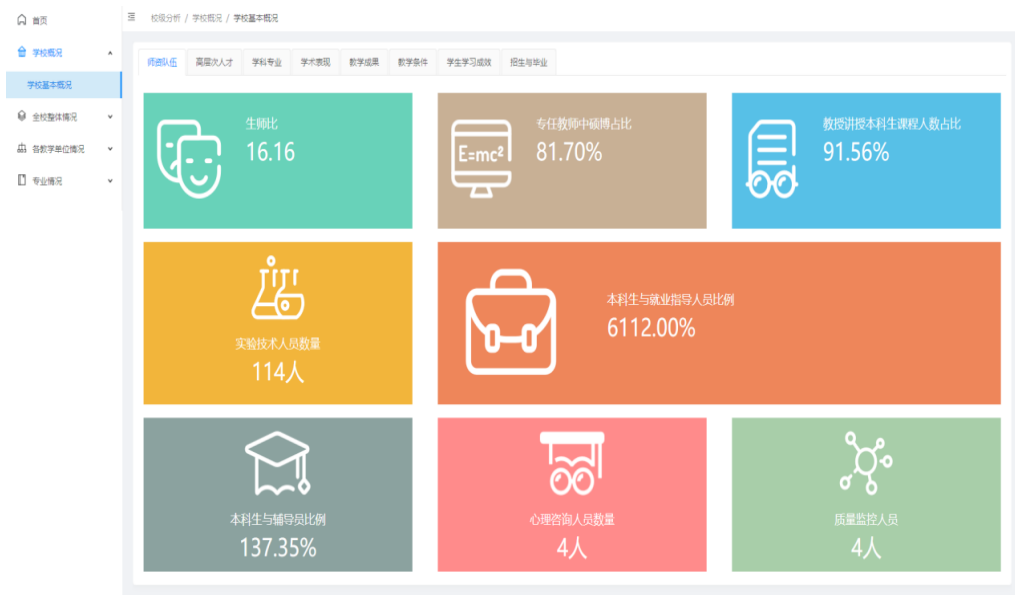 首页
学校概况
学校基本概况
全校整体情况
各教学单位情况
专业情况
校级分析 / 学校概况 / 学校基本概况
师资队伍 高层次人才 学科专业 学术表现 教学成果 教学条件 学生学习成效 招生与毕业
生师比
16.16
E=mc²
专任教师中硕博占比
81.70%
教授讲授本科生课程人数占比
91.56%
实验技术人员数量
114人
本科生与就业指导人员比例
6112.00%
本科生与辅导员比例
137.35%
心理咨询人员数量
4人
质量监控人员
4人